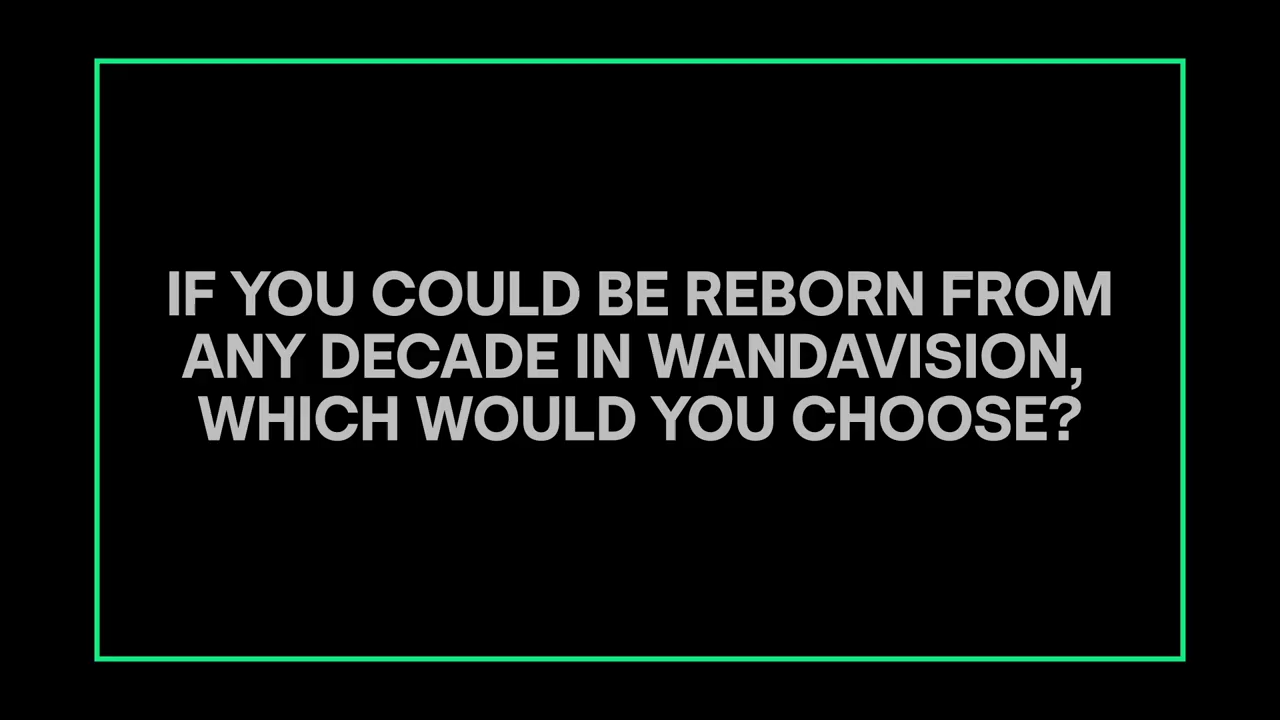 IF YOU COULD BE REBORN FROM
ANY DECADE IN WANDAVISION,
WHICH WOULD YOU CHOOSE?